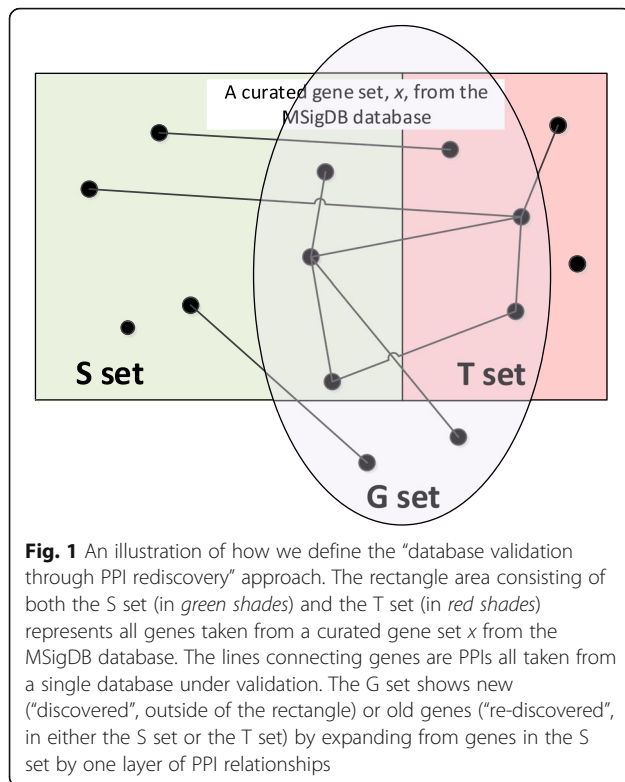 A curated gene set, x, from the
MSigDB database
S set
T set
G set
Fig. 1 An illustration of how we define the “database validation
through PPI rediscovery” approach. The rectangle area consisting of
both the S set (in green shades) and the T set (in red shades)
represents all genes taken from a curated gene set x from the
MSigDB database. The lines connecting genes are PPIs all taken from
a single database under validation. The G set shows new
(“discovered”, outside of the rectangle) or old genes (“re-discovered”,
in either the S set or the T set) by expanding from genes in the S
set by one layer of PPI relationships